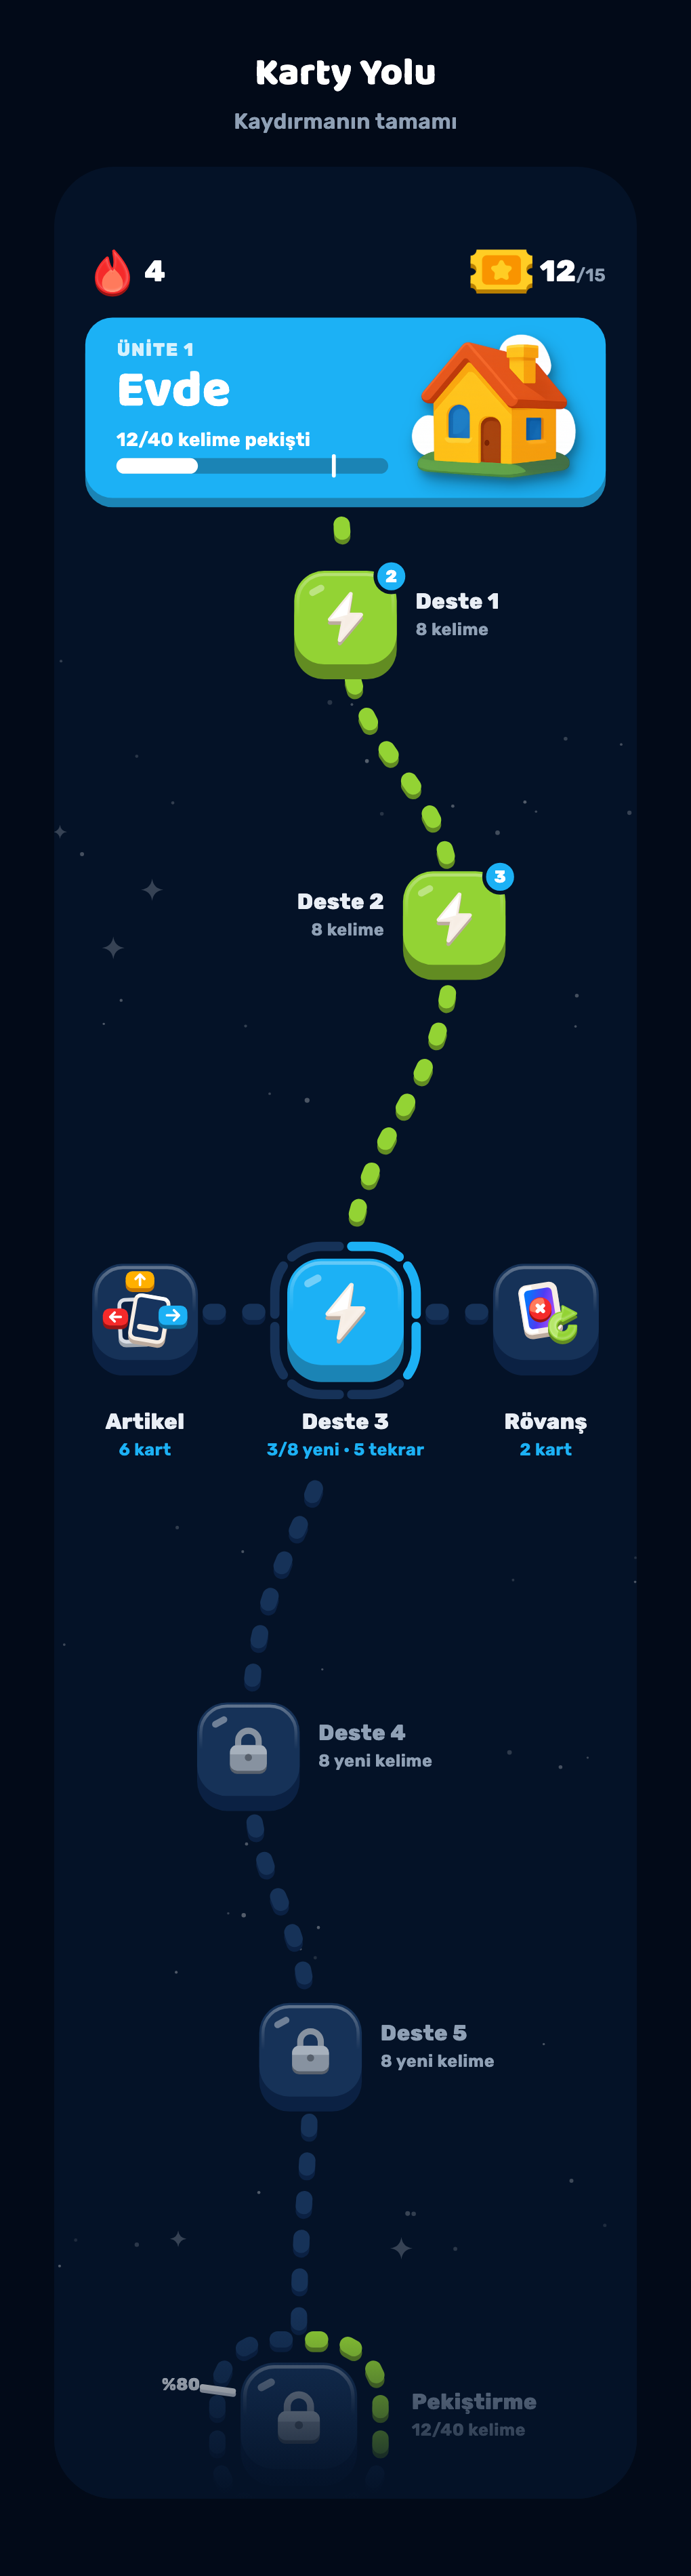 Karty Yolu
Kaydırmanın tamamı
4
12/15
ÜNİTE 1
Evde
12/40 kelime pekişti
2
Deste 1
8 kelime
3
Deste 2
8 kelime
Artikel
6 kart
Deste 3
3/8 yeni • 5 tekrar
Rövanş
2 kart
Deste 4
8 yeni kelime
Deste 5
8 yeni kelime
%80
Pekiştirme
12/40 kelime